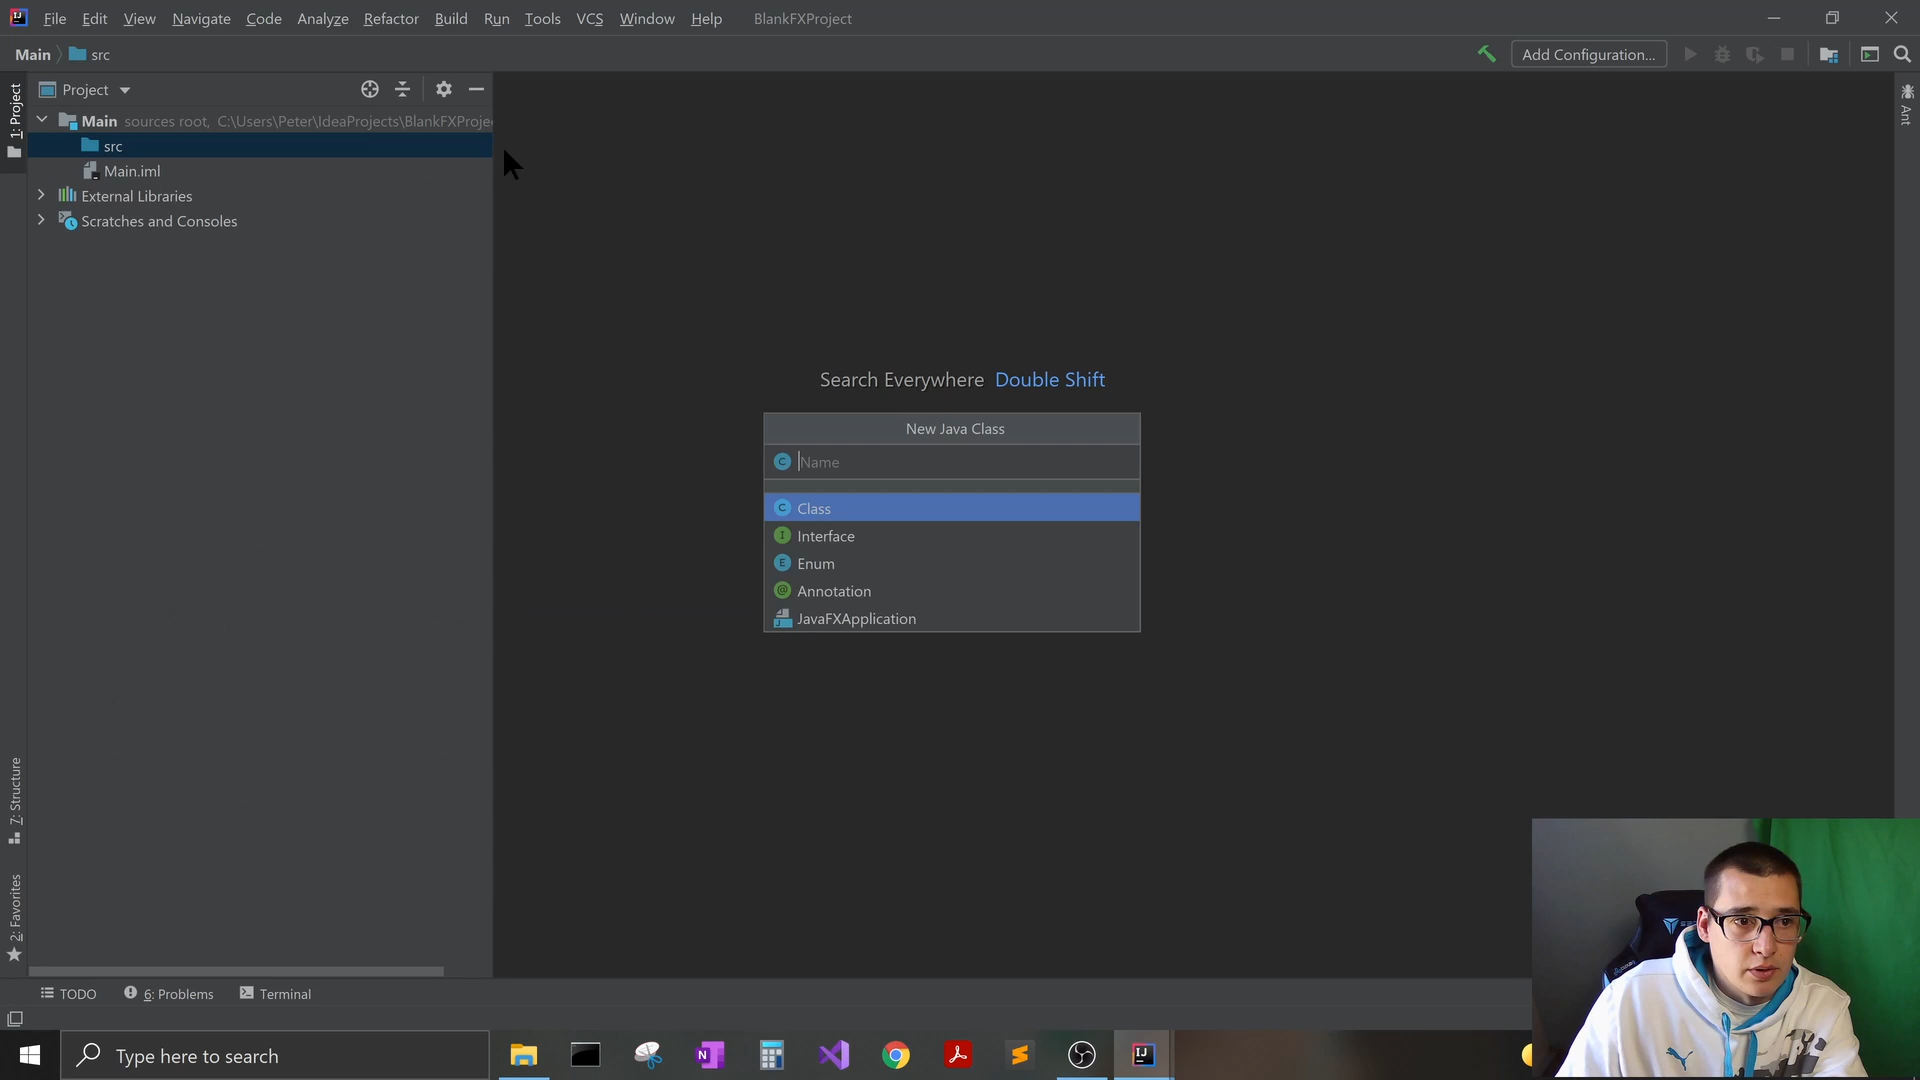 File Edit View Navigate Code Analyze Refactor Build Run Tools VCS Window Help BlankFXProject
Main src
Add Configuration...
1: Project
Project
Main sources root, C:\Users\Peter\IdeaProjects\BlankFXProje
src
Main.iml
External Libraries
Scratches and Consoles
Ant
Search Everywhere Double Shift
New Java Class
Name
Class
Interface
Enum
Annotation
JavaFXApplication
7: Structure
2: Favorites
TODO 6: Problems Terminal
Type here to search